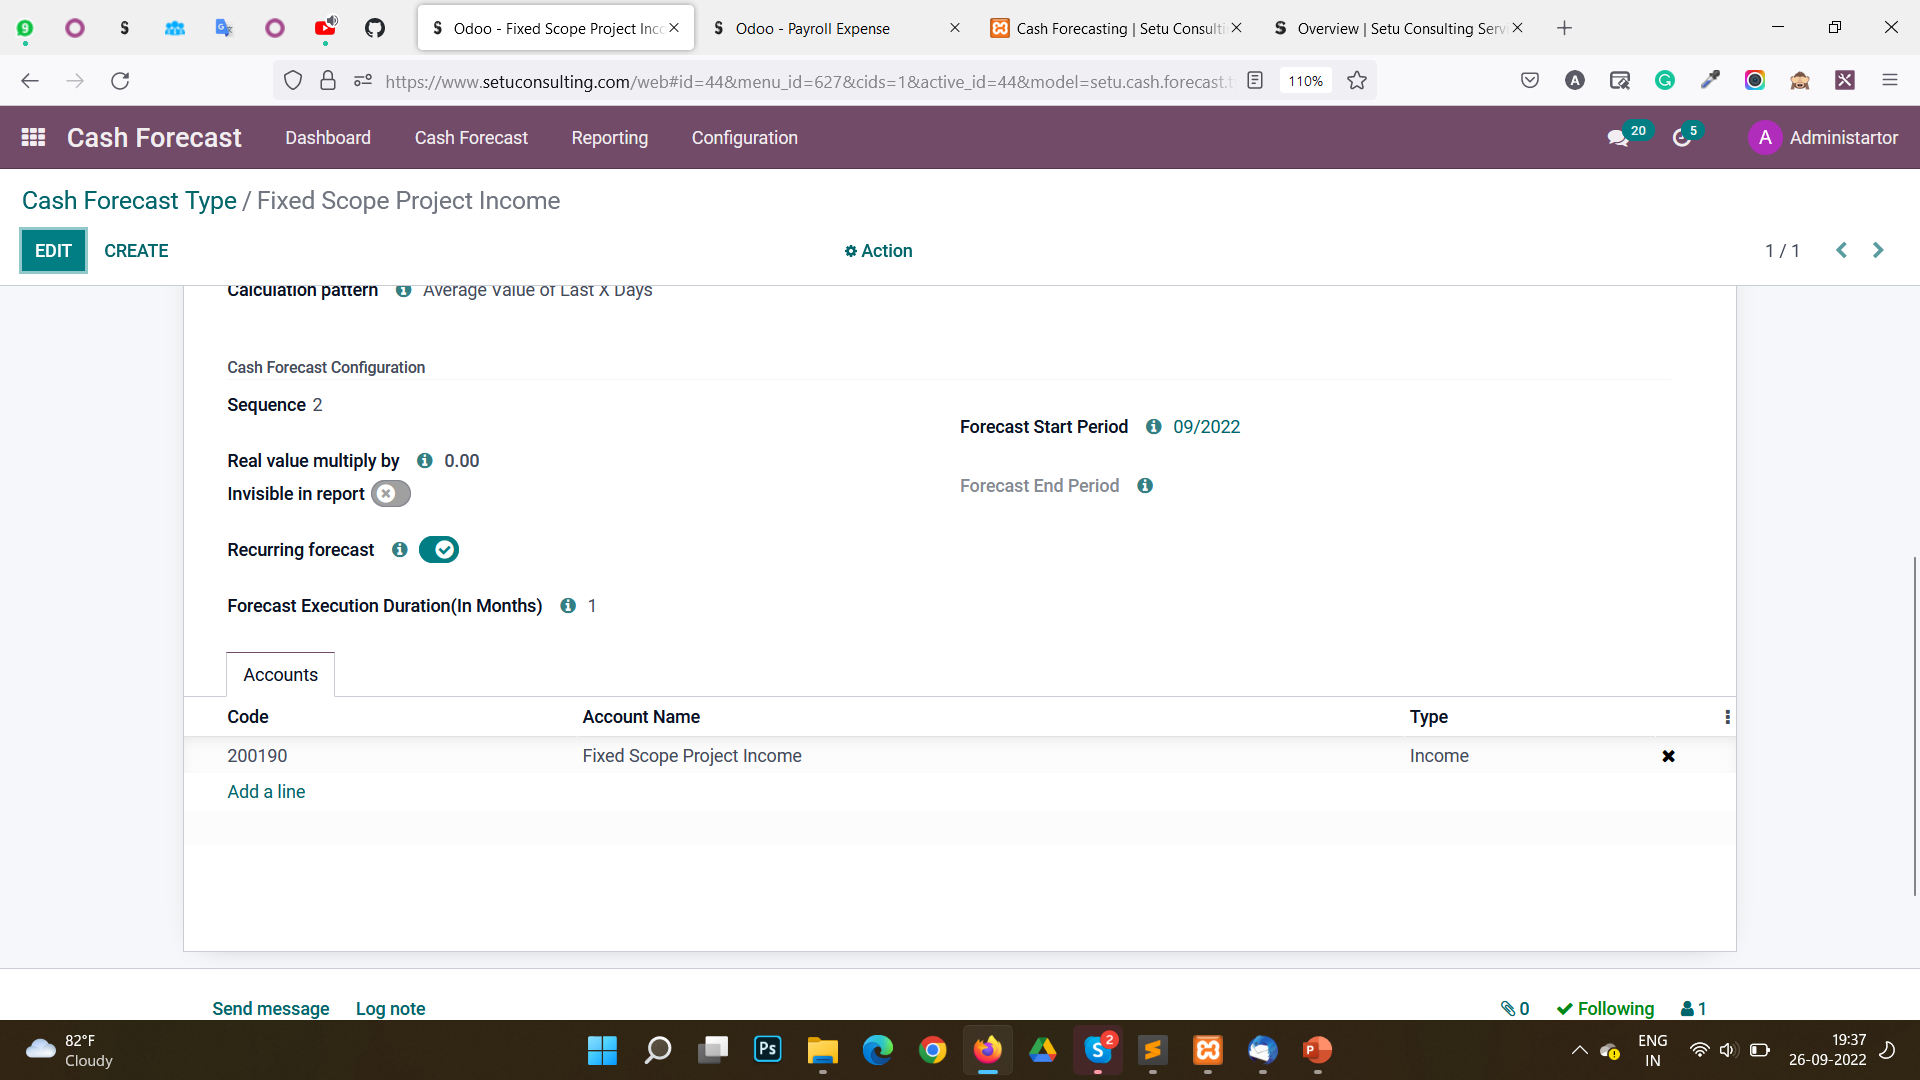 Odoo - Fixed Scope Project Inco
Odoo - Payroll Expense
Cash Forecasting | Setu Consulti
Overview | Setu Consulting Servi
https://www.setuconsulting.com/web#id=44&menu_id=627&cids=1&active_id=44&model=setu.cash.forecast.t
110%
Cash Forecast
Dashboard
Cash Forecast
Reporting
Configuration
20
5
A
Administartor
Cash Forecast Type / Fixed Scope Project Income
EDIT
CREATE
Action
1 / 1
Calculation pattern
Average Value of Last X Days
Cash Forecast Configuration
Sequence 2
Forecast Start Period
09/2022
Real value multiply by
0.00
Invisible in report
Forecast End Period
Recurring forecast
Forecast Execution Duration(In Months)
1
Accounts
Code
Account Name
Type
200190
Fixed Scope Project Income
Income
Add a line
Send message
Log note
0
Following
1
82°F
Cloudy
Ps
2
ENG
IN
19:37
26-09-2022